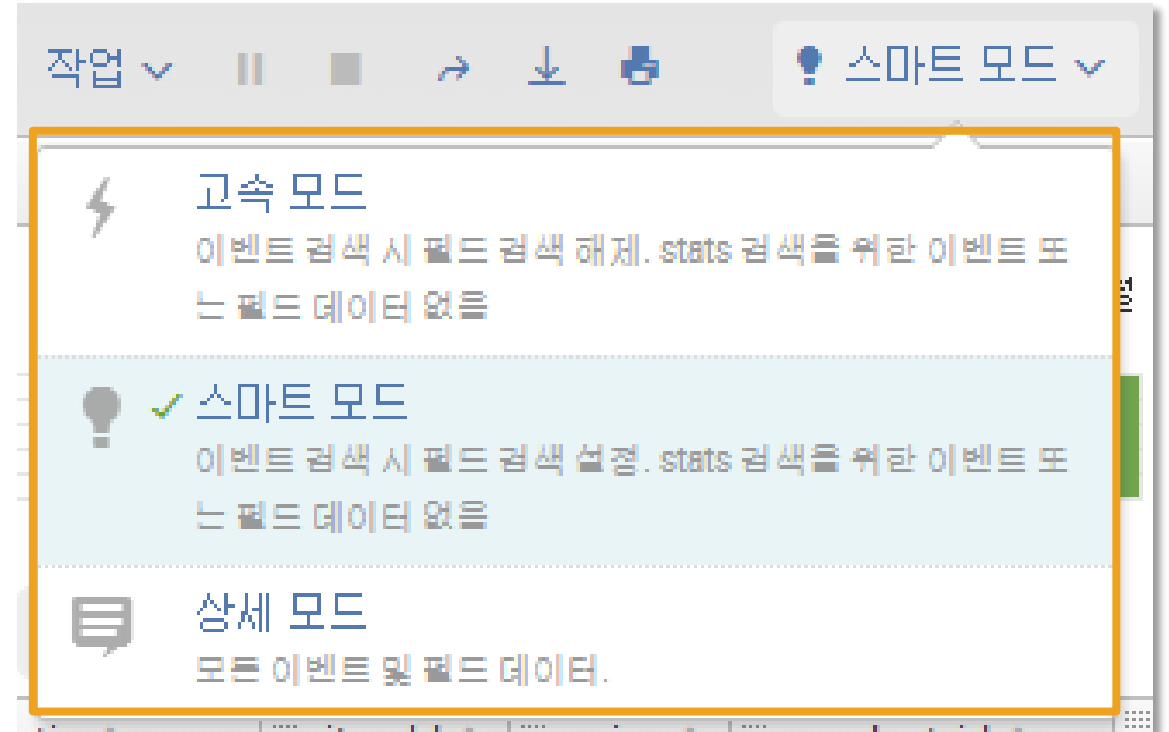 작업
스마트 모드
고속 모드
이벤트 검색 시 필드 검색 해제. stats 검색을 위한 이벤트 또
는 필드 데이터 없음
스마트 모드
이벤트 검색 시 필드 검색 설정. stats 검색을 위한 이벤트 또
는 필드 데이터 없음
상세 모드
모든 이벤트 및 필드 데이터.